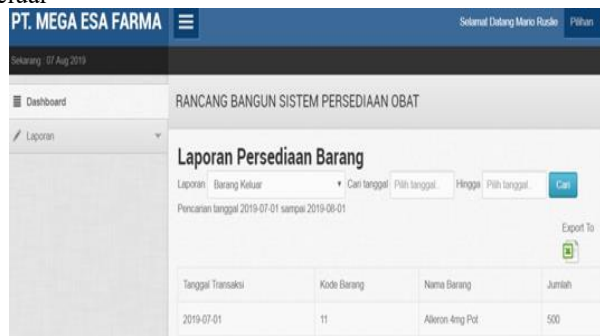 PT. MEGA ESA FARMA
Selamat Datang Mario Ruslie Pilihan
Sekarang : 07 Aug 2019
Dashboard
RANCANG BANGUN SISTEM PERSEDIAAN OBAT
Laporan
Laporan Persediaan Barang
Laporan Barang Keluar Cari tanggal Pilih tanggal.. Hingga Pilih tanggal.. Cari
Pencarian tanggal 2019-07-01 sampai 2019-08-01
Export To
Tanggal Transaksi Kode Barang Nama Barang Jumlah
2019-07-01 11 Alleron 4mg Pot 500